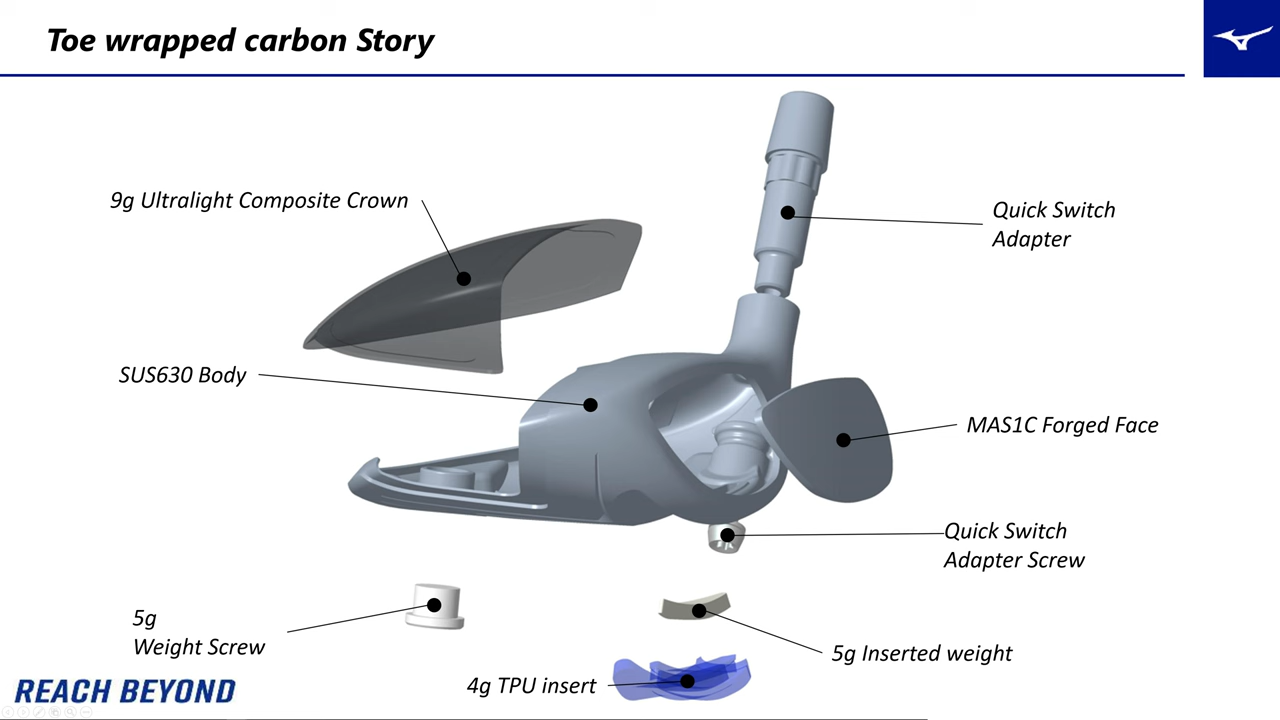 Toe wrapped carbon Story
9g Ultralight Composite Crown
Quick Switch
Adapter
SUS630 Body
MAS1C Forged Face
Quick Switch
Adapter Screw
5g
Weight Screw
5g Inserted weight
4g TPU insert
REACH BEYOND